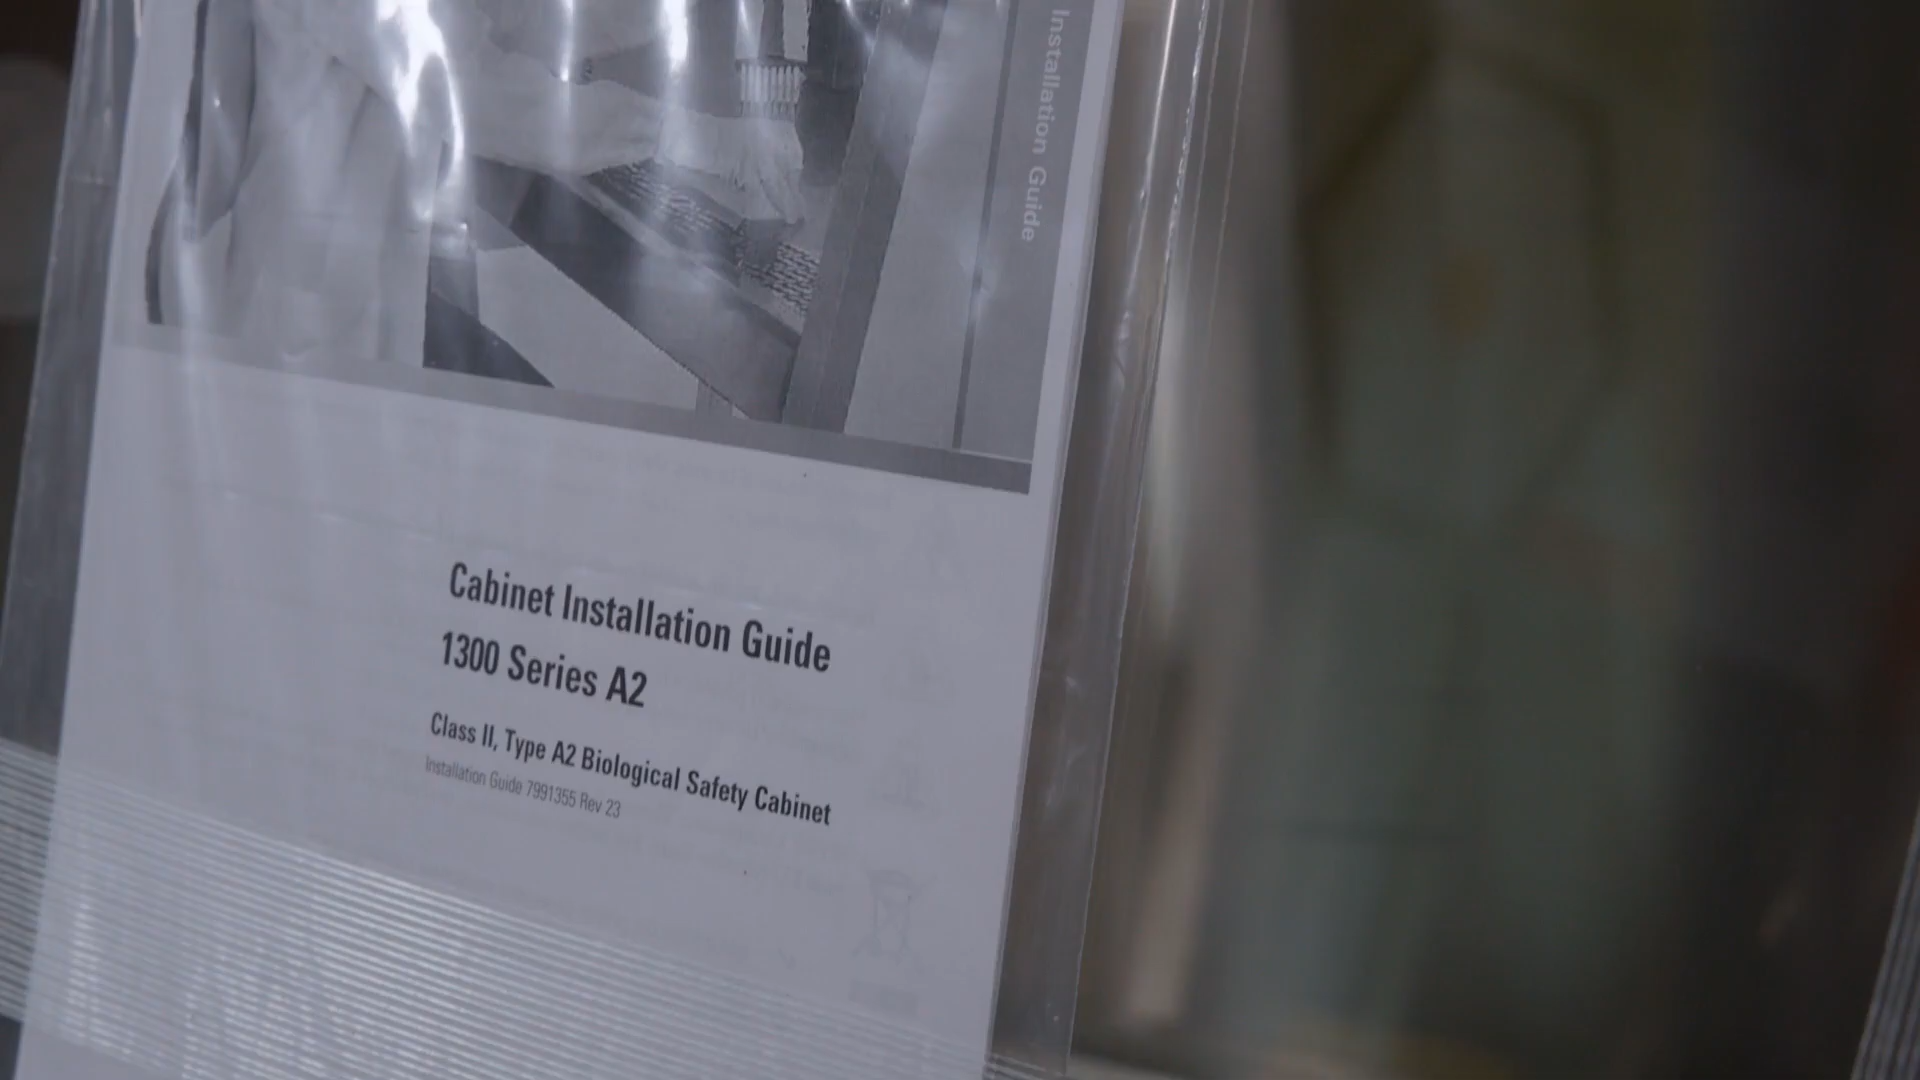 Installation Guide
Cabinet Installation Guide
1300 Series A2
Class II, Type A2 Biological Safety Cabinet
Installation Guide 7991355 Rev 23